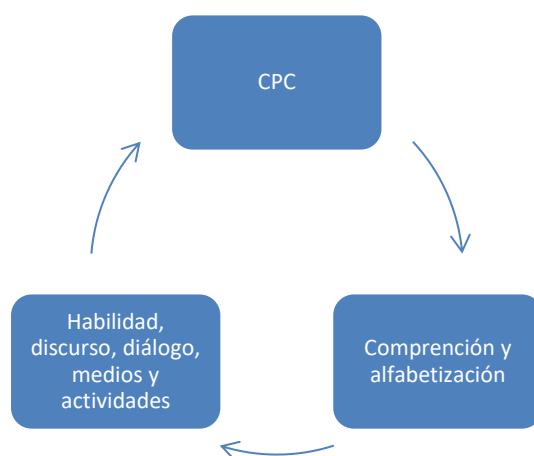 CPC
Habilidad,
discurso, diálogo,
medios y
actividades
Comprención y
alfabetización